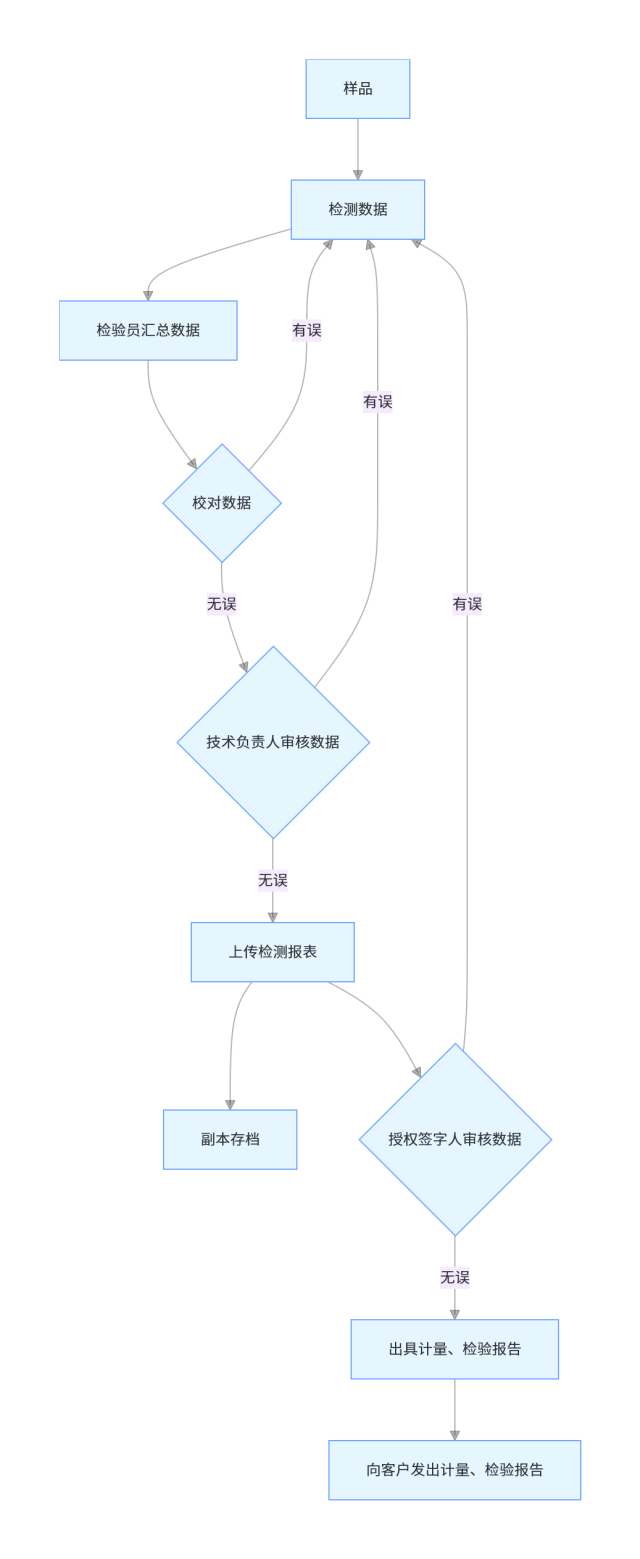 样品
检测数据
检验员汇总数据
有误
有误
校对数据
无误
有误
技术负责人审核数据
无误
上传检测报表
副本存档
授权签字人审核数据
无误
出具计量、检验报告
向客户发出计量、检验报告